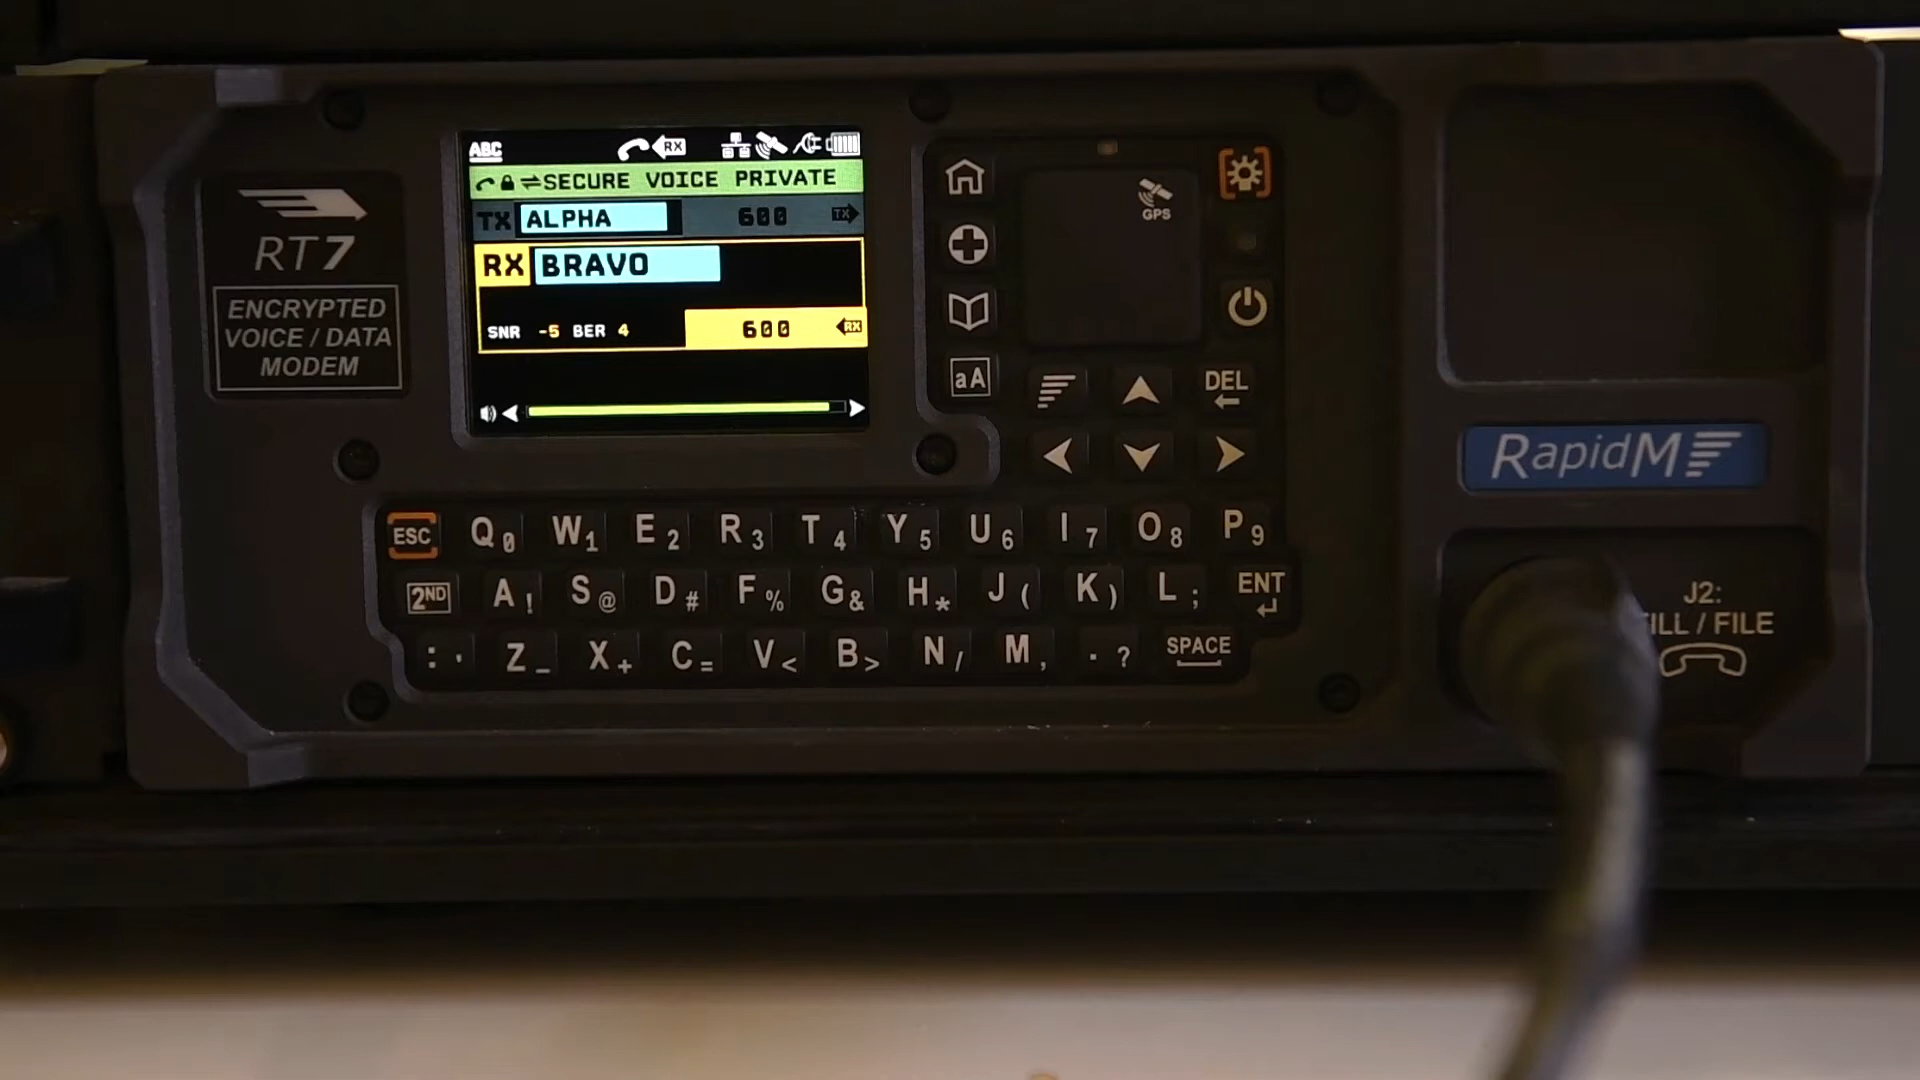 RT7
ENCRYPTED
VOICE / DATA
MODEM
ABC RX
SECURE VOICE PRIVATE
TX ALPHA 600 TX
RX BRAVO
SNR -5 BER 4 600 RX
GPS
aA
DEL
RapidM
ESC Q0 W1 E2 R3 T4 Y5 U6 I7 O8 P9
2ND A! S@ D# F% G& H* J( K) L; ENT
: · Z_ X+ C= V< B> N/ M, . ? SPACE
J2:
ILL / FILE